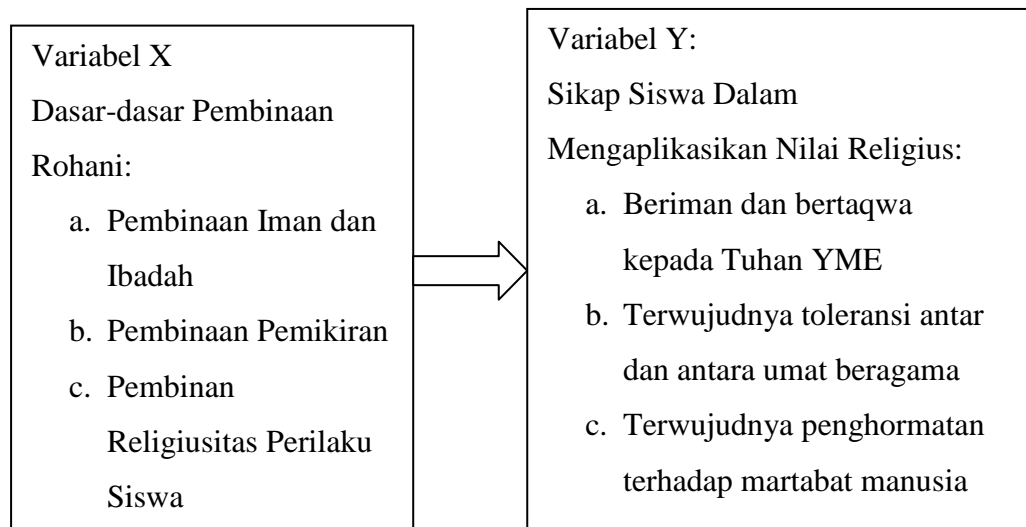 Variabel X
Dasar-dasar Pembinaan
Rohani:
a. Pembinaan Iman dan
Ibadah
b. Pembinaan Pemikiran
c. Pembinan
Religiusitas Perilaku
Siswa
Variabel Y:
Sikap Siswa Dalam
Mengaplikasikan Nilai Religius:
a. Beriman dan bertaqwa
kepada Tuhan YME
b. Terwujudnya toleransi antar
dan antara umat beragama
c. Terwujudnya penghormatan
terhadap martabat manusia